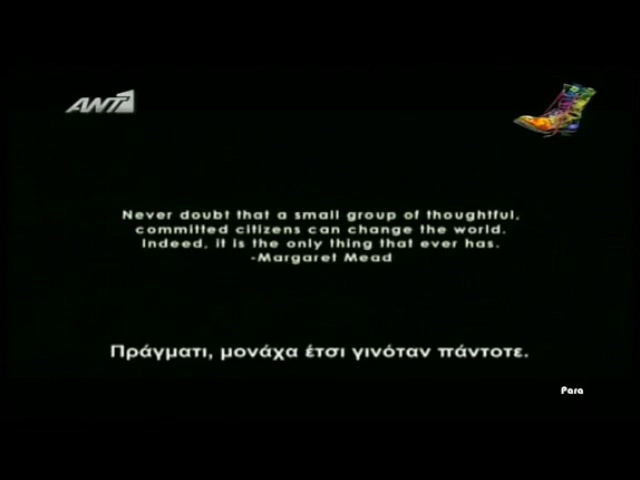 ANT1
Never doubt that a small group of thoughtful,
committed citizens can change the world.
Indeed, it is the only thing that ever has.
-Margaret Mead
Πράγματι, μονάχα έτσι γινόταν πάντοτε.
Para